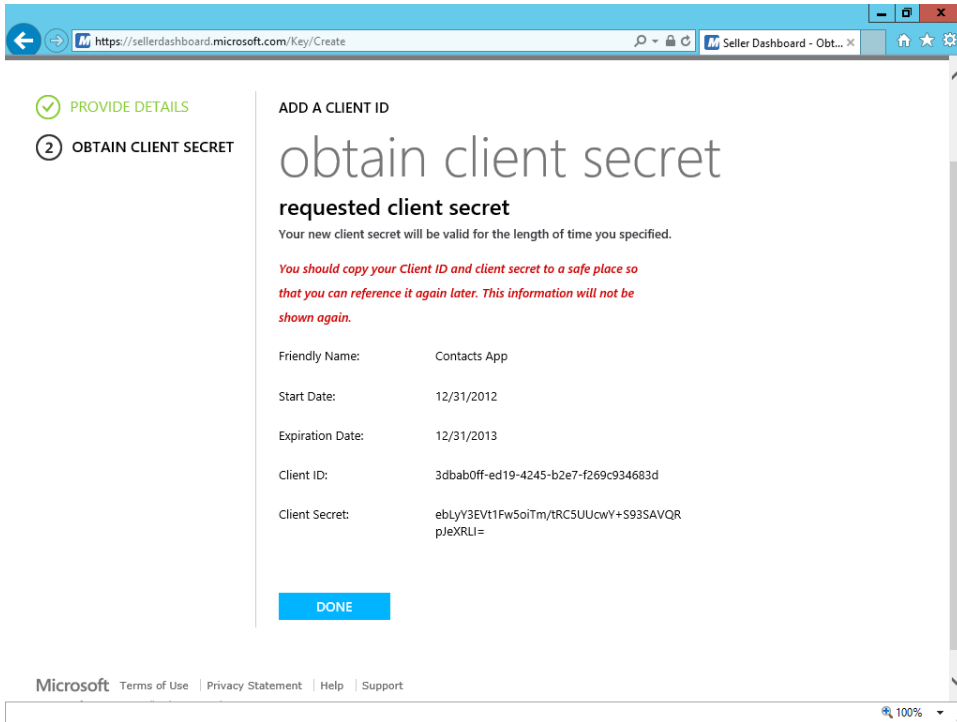 https://sellerdashboard.microsoft.com/Key/Create
Seller Dashboard - Obt...
PROVIDE DETAILS
2 OBTAIN CLIENT SECRET
ADD A CLIENT ID
obtain client secret
requested client secret
Your new client secret will be valid for the length of time you specified.
You should copy your Client ID and client secret to a safe place so
that you can reference it again later. This information will not be
shown again.
Friendly Name: Contacts App
Start Date: 12/31/2012
Expiration Date: 12/31/2013
Client ID: 3dbab0ff-ed19-4245-b2e7-f269c934683d
Client Secret: ebLyY3EVt1Fw5oiTm/tRC5UUcwY+S93SAVQR
pJeXRLI=
DONE
Microsoft Terms of Use Privacy Statement Help Support
100%